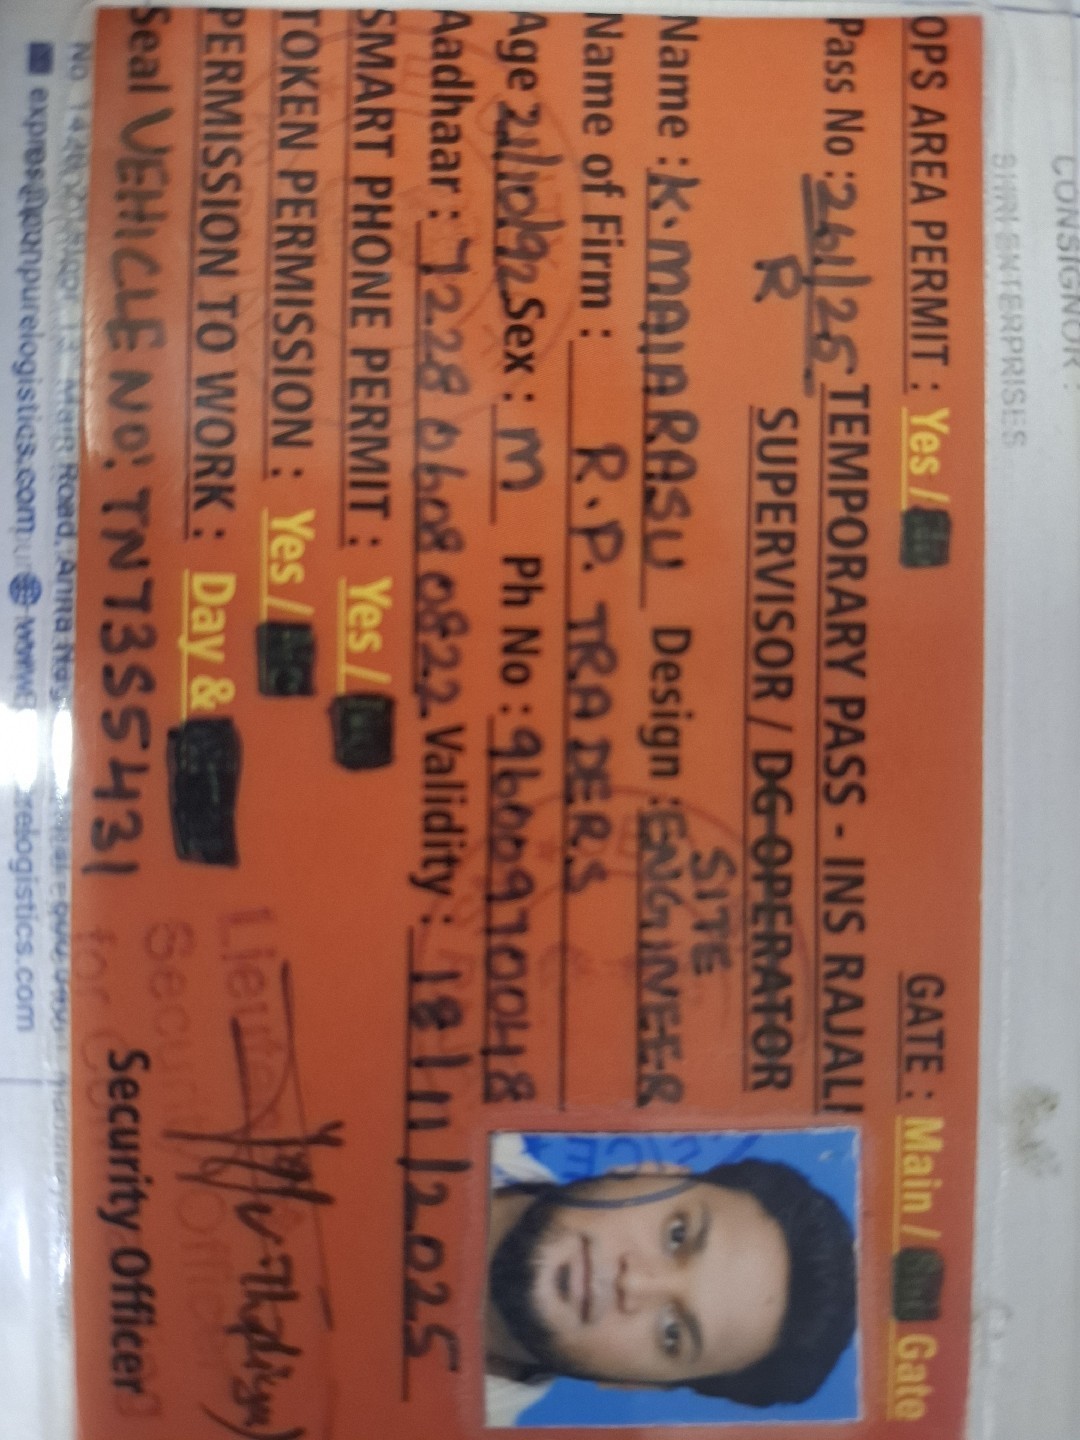 CONSIGNOR :
SHRI ENTERPRISES
OPS AREA PERMIT : Yes / GATE : Main / Gate
Pass No : 261/25 TEMPORARY PASS - INS RAJALI
R SUPERVISOR / DG OPERATOR
SITE
Name : K. MANIARASU Design : ENGINEER
Name of Firm : R.P. TRADERS
Age 21/10/92 Sex : M Ph No : 9600970048
Aadhaar : 7228 0608 0822 Validity : 18/11/2025
SMART PHONE PERMIT : Yes /
TOKEN PERMISSION : Yes / No
PERMISSION TO WORK : Day &
Seal VEHICLE NO: TN73S5431
Security Officer